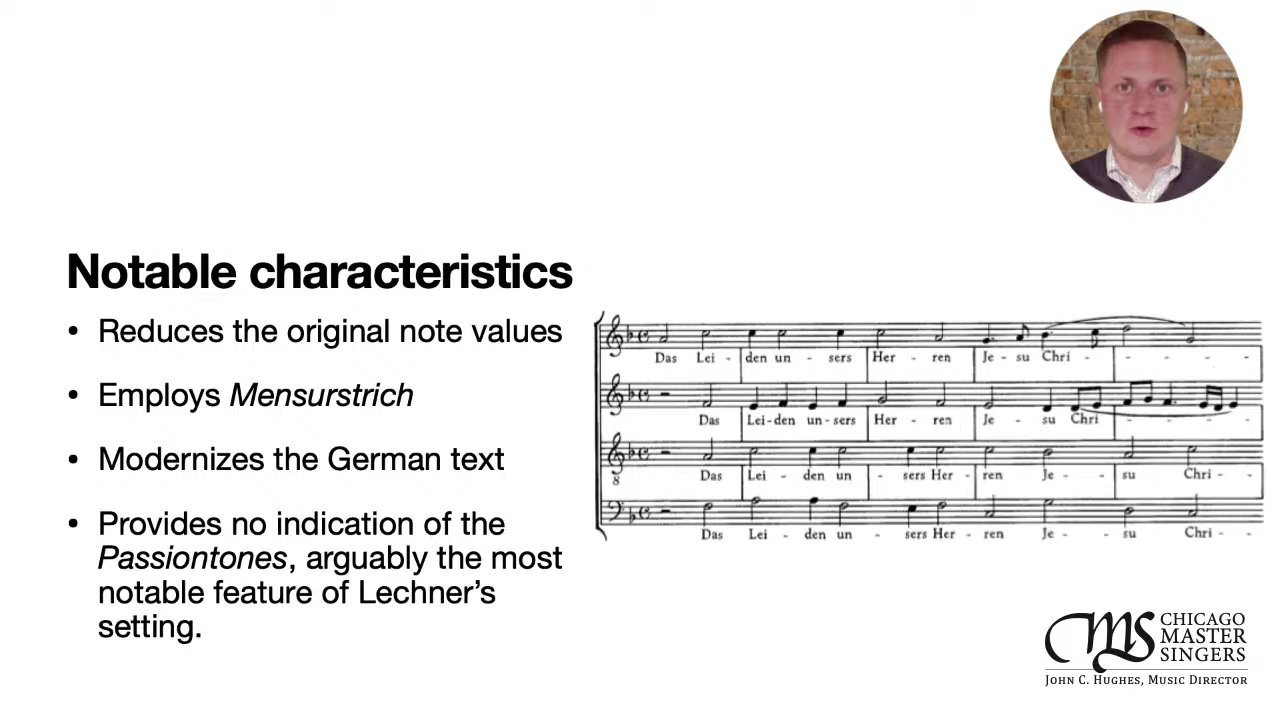 Notable characteristics
• Reduces the original note values
• Employs Mensurstrich
• Modernizes the German text
• Provides no indication of the
Passiontones, arguably the most
notable feature of Lechner’s
setting.
Das Lei - den un - sers Her - ren Je - su Chri - - - - -
Das Lei - den un - sers Her - ren Je - su Chri -
8
Das Lei - den un - sers Her - ren Je - - su Chri - -
Das Lei - den un - sers Her - ren Je - - su Chri - -
CMS CHICAGO
MASTER
SINGERS
JOHN C. HUGHES, MUSIC DIRECTOR